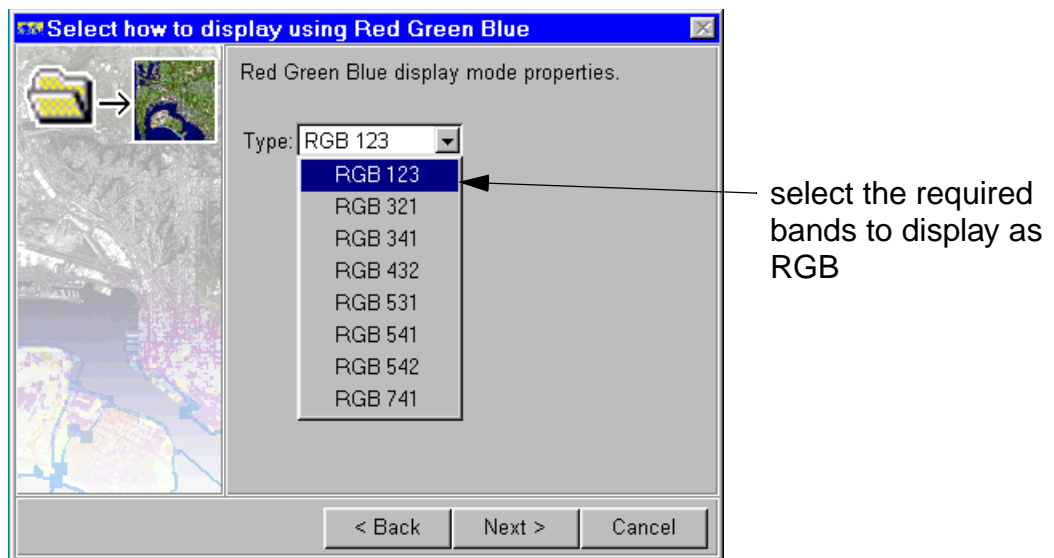 Select how to display using Red Green Blue
Red Green Blue display mode properties.
Type: RGB 123
RGB 123
RGB 321
RGB 341
RGB 432
RGB 531
RGB 541
RGB 542
RGB 741
select the required
bands to display as
RGB
< Back Next > Cancel